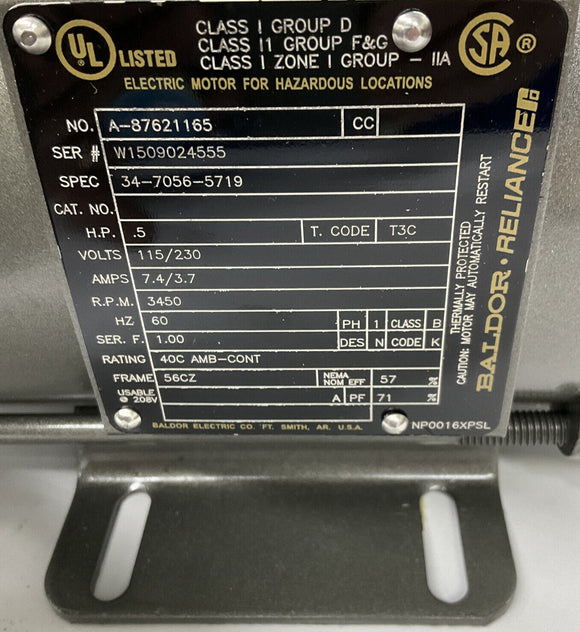 UL ® LISTED
CLASS I GROUP D
CLASS I1 GROUP F&G
CLASS I ZONE I GROUP - IIA
SA ®
ELECTRIC MOTOR FOR HAZARDOUS LOCATIONS
NO. A-87621165 CC
SER # W1509024555
SPEC 34-7056-5719
CAT. NO.
H.P. .5 T. CODE T3C
VOLTS 115/230
AMPS 7.4/3.7
R.P.M. 3450
HZ 60 PH 1 CLASS B
SER. F. 1.00 DES N CODE K
RATING 40C AMB-CONT
FRAME 56CZ NEMA NOM EFF 57 %
USABLE @ 208V A PF 71 %
BALDOR ELECTRIC CO. FT. SMITH, AR. U.S.A.
NP0016XPSL
THERMALLY PROTECTED
CAUTION: MOTOR MAY AUTOMATICALLY RESTART
BALDOR · RELIANCER